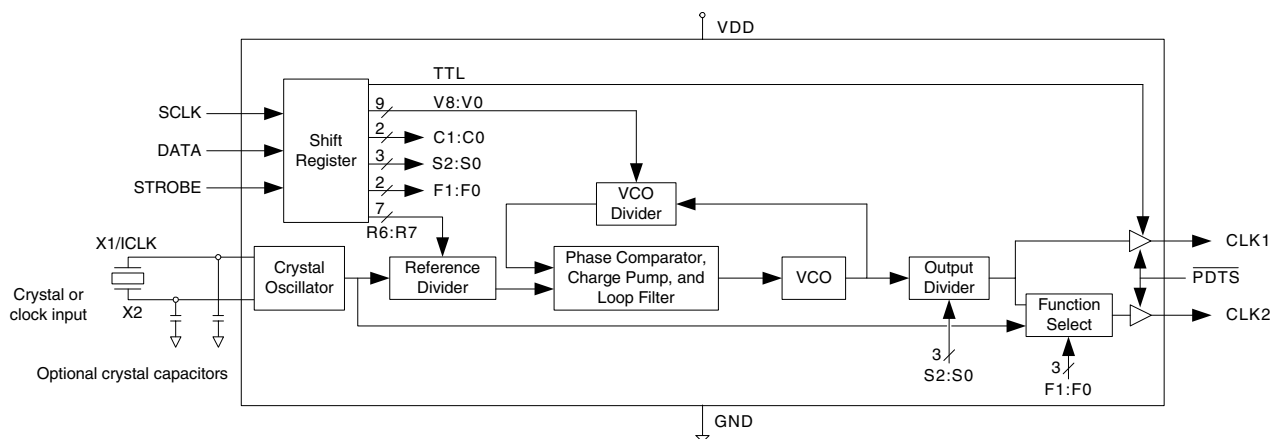 VDD
TTL
SCLK
DATA
STROBE
Shift
Register
9
V8:V0
2
C1:C0
3
S2:S0
2
F1:F0
7
R6:R7
VCO
Divider
X1/ICLK
X2
Crystal or
clock input
Optional crystal capacitors
Crystal
Oscillator
Reference
Divider
Phase Comparator,
Charge Pump, and
Loop Filter
VCO
Output
Divider
Function
Select
CLK1
PDTS
CLK2
3
S2:S0
3
F1:F0
GND